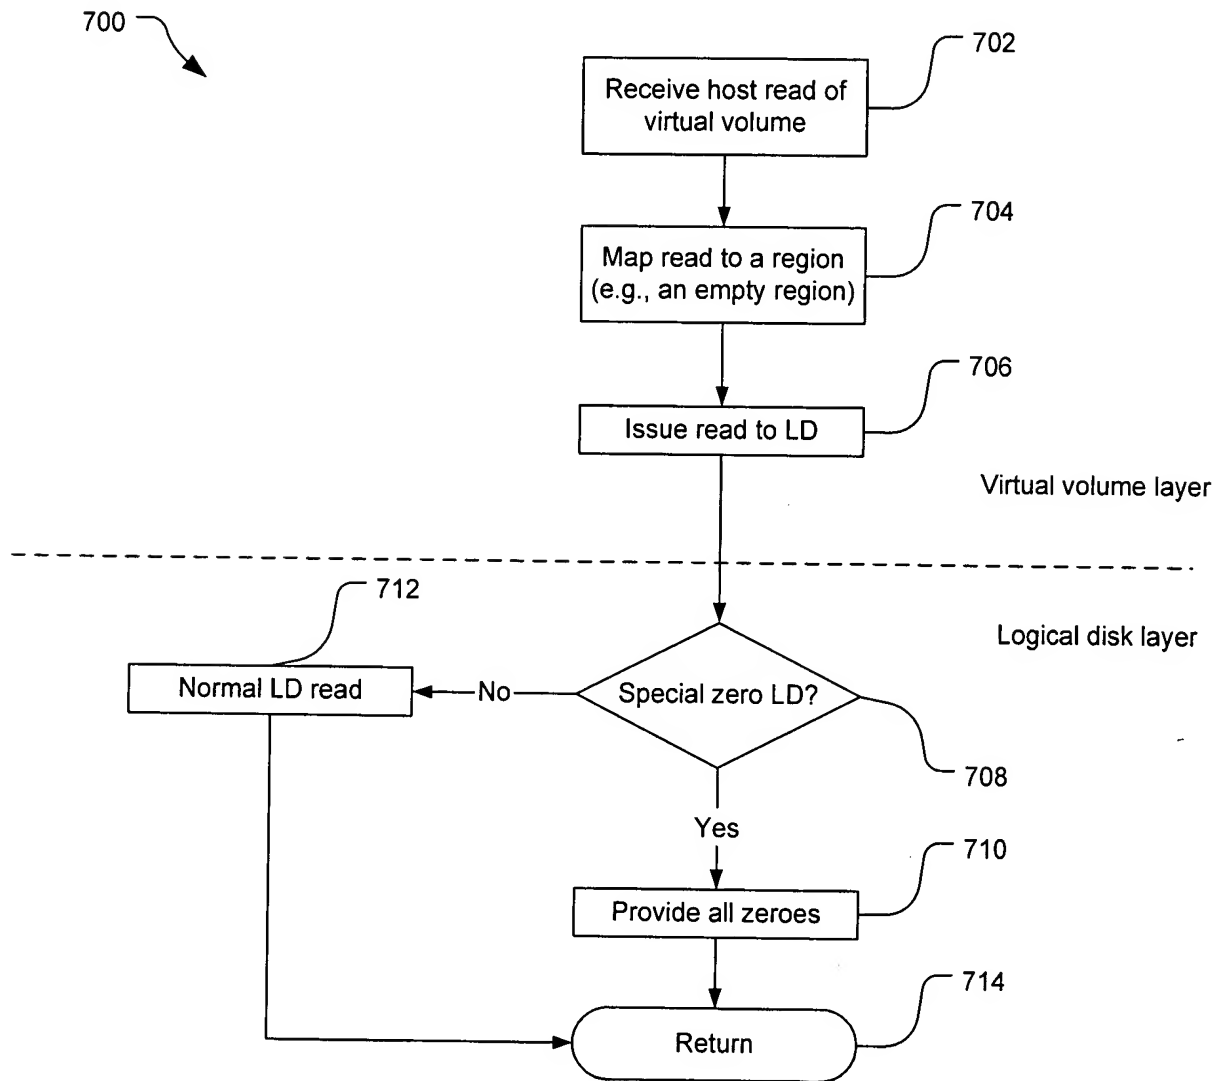 700
702
Receive host read of
virtual volume
704
Map read to a region
(e.g., an empty region)
706
Issue read to LD
Virtual volume layer
712
Logical disk layer
Normal LD read
No
Special zero LD?
708
Yes
710
Provide all zeroes
714
Return